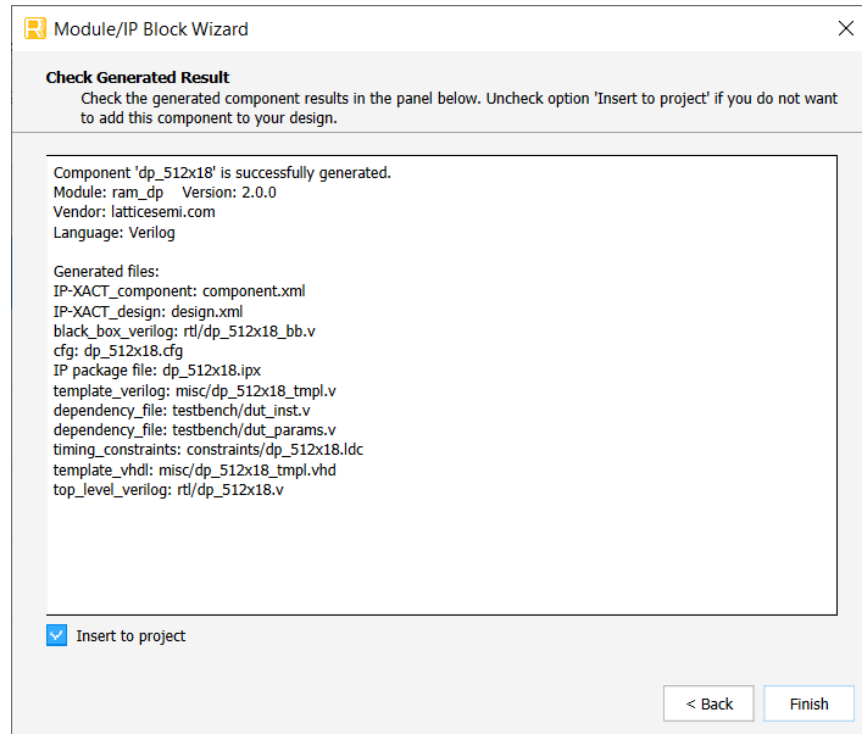 Module/IP Block Wizard
Check Generated Result
Check the generated component results in the panel below. Uncheck option 'Insert to project' if you do not want
to add this component to your design.
Component 'dp_512x18' is successfully generated.
Module: ram_dp Version: 2.0.0
Vendor: latticesemi.com
Language: Verilog
Generated files:
IP-XACT_component: component.xml
IP-XACT_design: design.xml
black_box_verilog: rtl/dp_512x18_bb.v
cfg: dp_512x18.cfg
IP package file: dp_512x18.ipx
template_verilog: misc/dp_512x18_tmpl.v
dependency_file: testbench/dut_inst.v
dependency_file: testbench/dut_params.v
timing_constraints: constraints/dp_512x18.ldc
template_vhdl: misc/dp_512x18_tmpl.vhd
top_level_verilog: rtl/dp_512x18.v
Insert to project
< Back
Finish